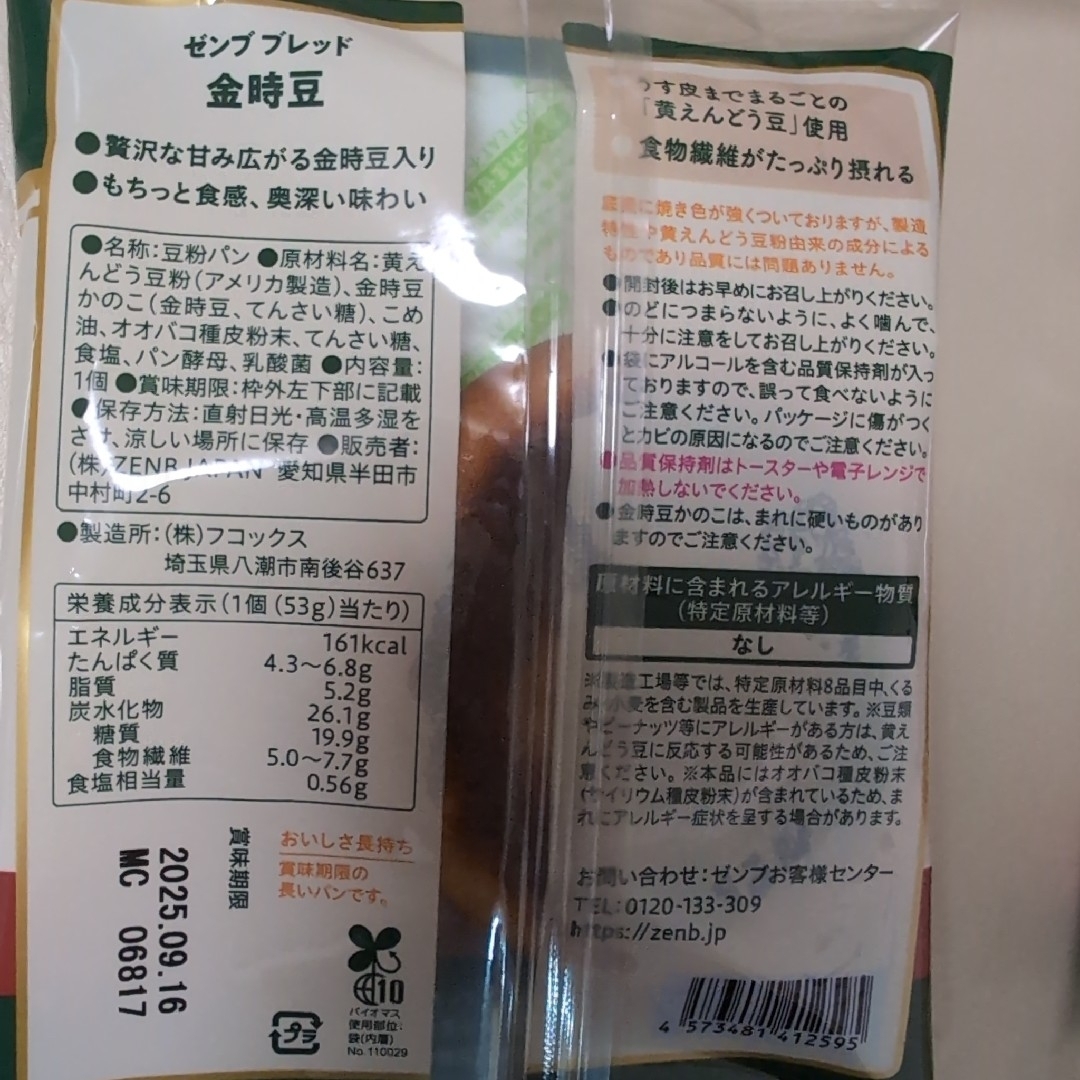 ゼンブ ブレッド
金時豆
●贅沢な甘み広がる金時豆入り
●もちっと食感、奥深い味わい
●名称：豆粉パン ●原材料名：黄え
んどう豆粉（アメリカ製造）、金時豆
かのこ（金時豆、てんさい糖）、こめ
油、オオバコ種皮粉末、てんさい糖、
食塩、パン酵母、乳酸菌 ●内容量：
1個 ●賞味期限：枠外左下部に記載
●保存方法：直射日光・高温多湿を
さけ、涼しい場所に保存 ●販売者：
(株)ZENB JAPAN 愛知県半田市
中村町2-6
●製造所：(株)フコックス
埼玉県八潮市南後谷637
栄養成分表示（1個（53g）当たり）
エネルギー 161kcal
たんぱく質 4.3～6.8g
脂質 5.2g
炭水化物 26.1g
糖質 19.9g
食物繊維 5.0～7.7g
食塩相当量 0.56g
賞味期限
2025.09.16
MC 06817
おいしさ長持ち
賞味期限の
長いパンです。
10
バイオマス
使用部位：
袋(内層)
No.110029
プラ
うす皮までまるごとの
「黄えんどう豆」使用
●食物繊維がたっぷり摂れる
底面に焼き色が強くついておりますが、製造
特性や黄えんどう豆粉由来の成分による
ものであり品質には問題ありません。
●開封後はお早めにお召し上がりください。
●のどにつまらないように、よく噛んで、
十分に注意をしてお召し上がりください。
●袋にアルコールを含む品質保持剤が入っ
ておりますので、誤って食べないように
ご注意ください。パッケージに傷がつく
とカビの原因になるのでご注意ください。
●品質保持剤はトースターや電子レンジで
加熱しないでください。
●金時豆かのこは、まれに硬いものがあり
ますのでご注意ください。
原材料に含まれるアレルギー物質
(特定原材料等)
なし
※製造工場等では、特定原材料8品目中、くる
み・小麦を含む製品を生産しています。※豆類
やピーナッツ等にアレルギーがある方は、黄え
んどう豆に反応する可能性があるため、ご注
意ください。※本品にはオオバコ種皮粉末
(サイリウム種皮粉末)が含まれているため、ま
れにアレルギー症状を呈する場合があります。
お問い合わせ：ゼンブお客様センター
TEL：0120-133-309
https://zenb.jp
4 573481 412595